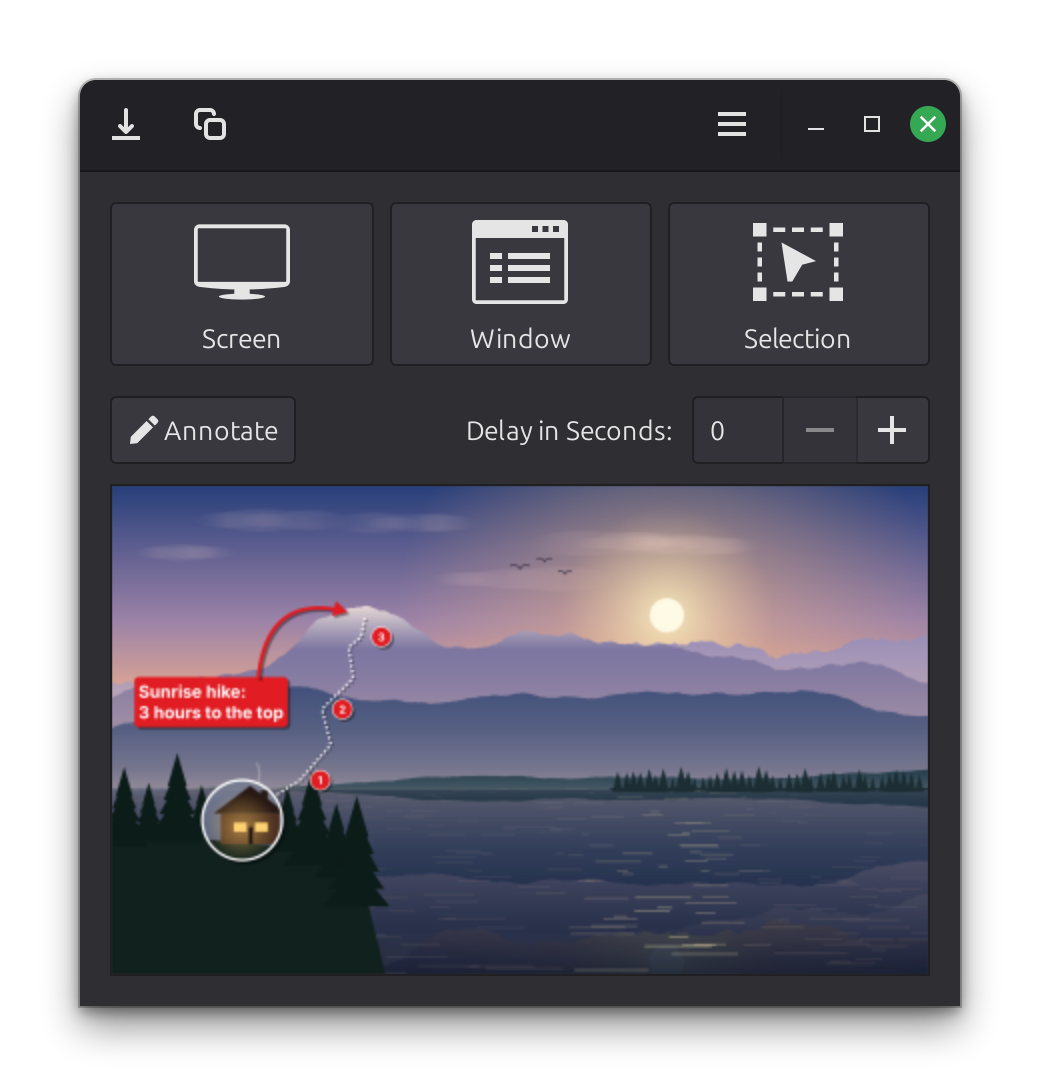 Screen
Window
Selection
Annotate
Delay in Seconds:
0
3
Sunrise hike:
3 hours to the top
2
1